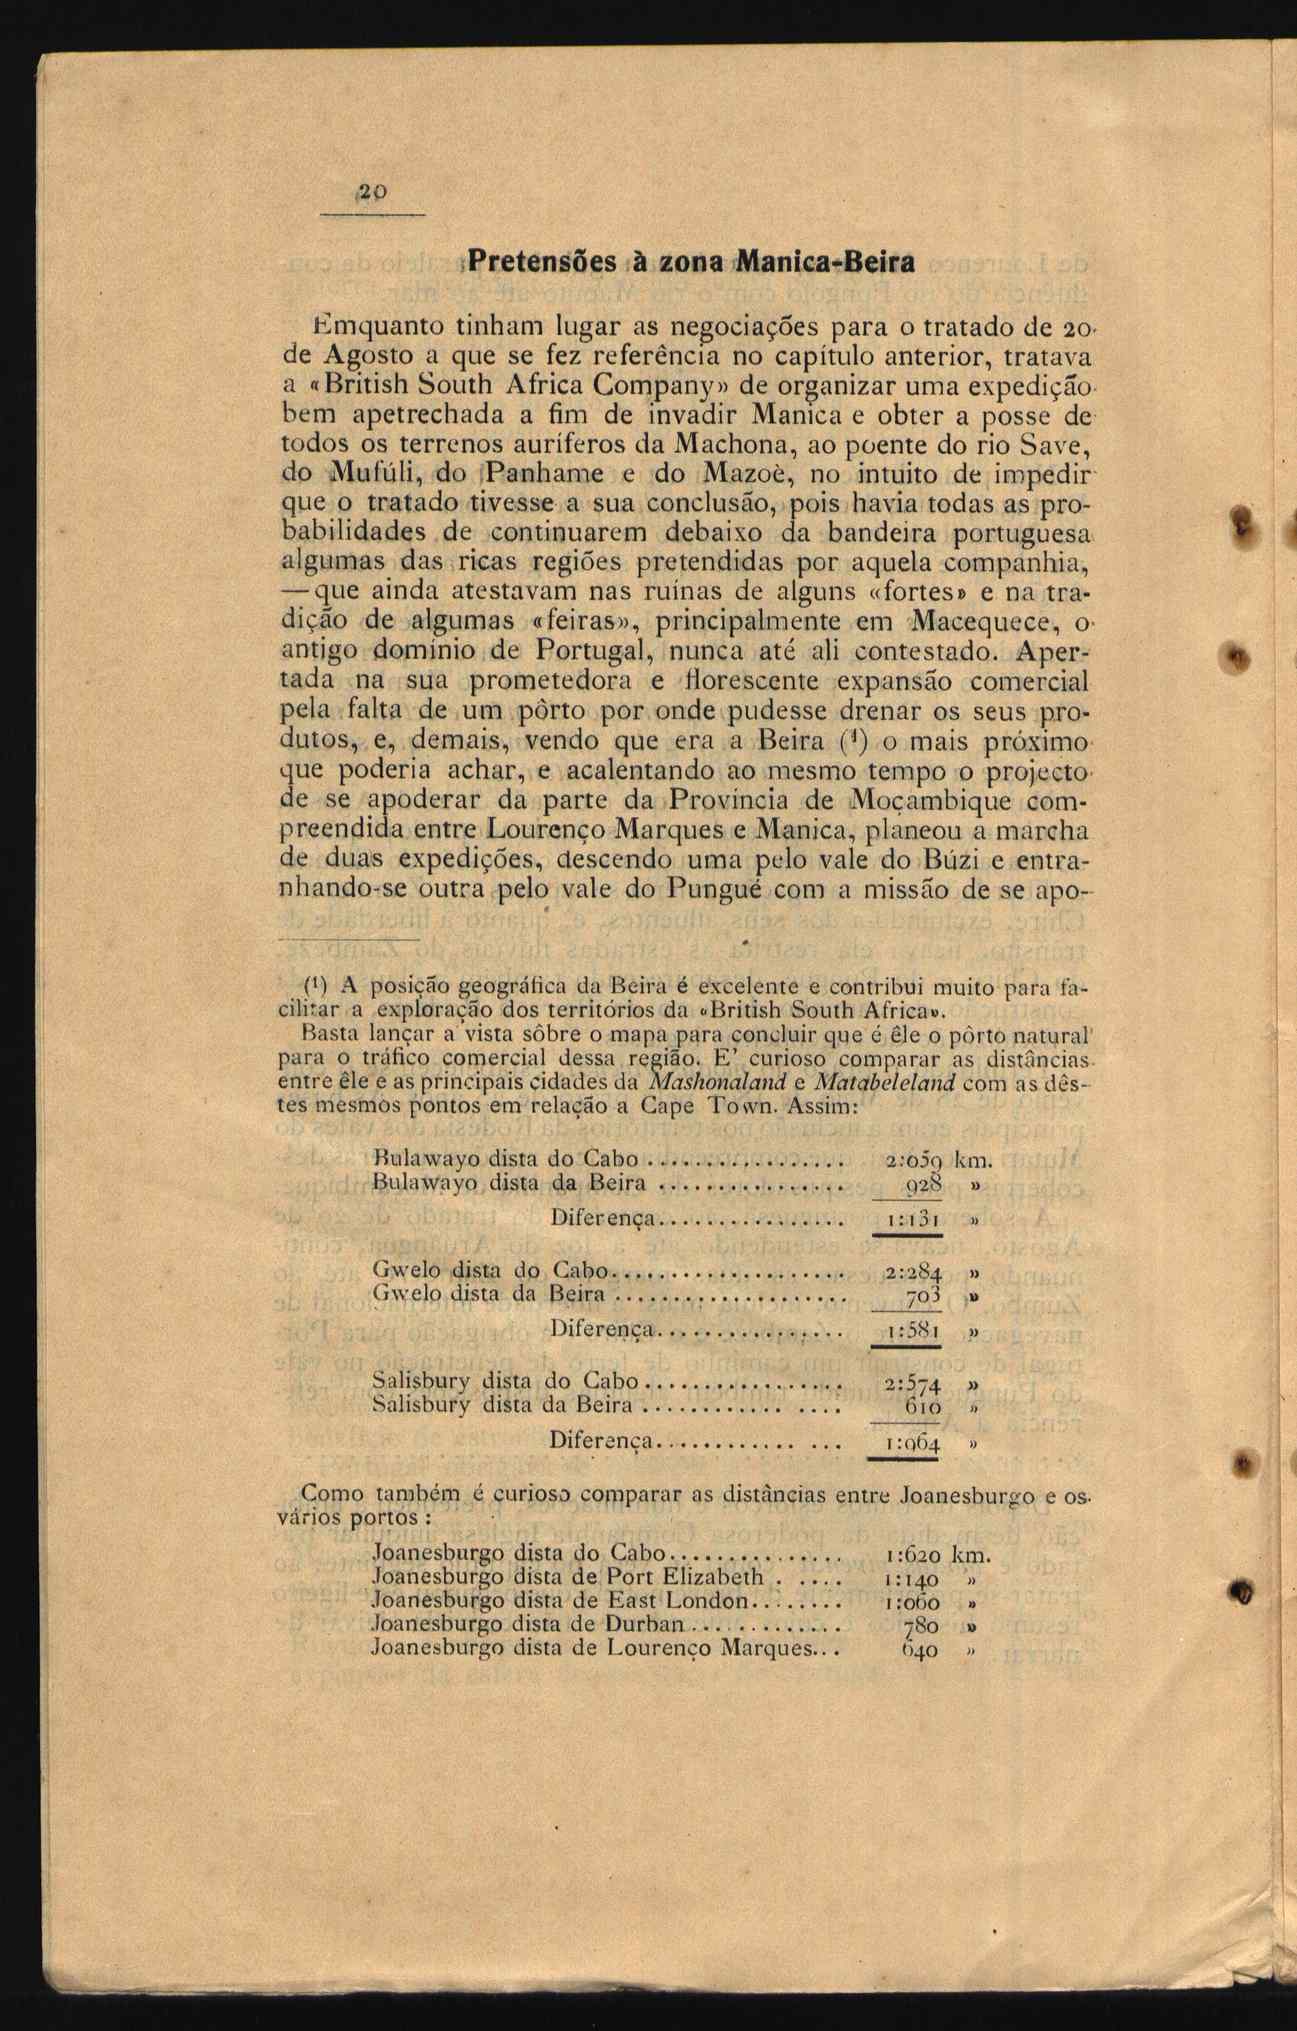 20
Pretensões à zona Manica-Beira
Emquanto tinham lugar as negociações para o tratado de 20
de Agosto a que se fez referência no capítulo anterior, tratava
a «British South Africa Company» de organizar uma expedição
bem apetrechada a fim de invadir Manica e obter a posse de
todos os terrenos auríferos da Machona, ao poente do rio Save,
do Mufúli, do Panhame e do Mazoè, no intuito de impedir
que o tratado tivesse a sua conclusão, pois havia todas as pro-
babilidades de continuarem debaixo da bandeira portuguesa
algumas das ricas regiões pretendidas por aquela companhia,
—que ainda atestavam nas ruínas de alguns «fortes» e na tra-
dição de algumas «feiras», principalmente em Macequece, o
antigo domínio de Portugal, nunca até ali contestado. Aper-
tada na sua prometedora e florescente expansão comercial
pela falta de um pôrto por onde pudesse drenar os seus pro-
dutos, e, demais, vendo que era a Beira (¹) o mais próximo
que poderia achar, e acalentando ao mesmo tempo o projecto
de se apoderar da parte da Província de Moçambique com-
preendida entre Lourenço Marques e Manica, planeou a marcha
de duas expedições, descendo uma pelo vale do Búzi e entra-
nhando-se outra pelo vale do Pungué com a missão de se apo-
(¹) A posição geográfica da Beira é excelente e contribui muito para fa-
cilitar a exploração dos territórios da «British South Africa».
Basta lançar a vista sôbre o mapa para concluir que é êle o pôrto natural
para o tráfico comercial dessa região. E' curioso comparar as distâncias
entre êle e as principais cidades da Mashonaland e Matabeleland com as dês-
tes mesmos pontos em relação a Cape Town. Assim:
Bulawayo dista do Cabo ................. 2:059 km.
Bulawayo dista da Beira ................ 928 »
Diferença................ 1:131 »
Gwelo dista do Cabo.................... 2:284 »
Gwelo dista da Beira .................... 703 »
Diferença................ 1:581 »
Salisbury dista do Cabo ................. 2:574 »
Salisbury dista da Beira ............ .... 610 »
Diferença............ ... 1:964 »
Como também é curioso comparar as distâncias entre Joanesburgo e os
vários portos :
Joanesburgo dista do Cabo............... 1:620 km.
Joanesburgo dista de Port Elizabeth . .... 1:140 »
Joanesburgo dista de East London........ 1:060 »
Joanesburgo dista de Durban............. 780 »
Joanesburgo dista de Lourenço Marques... 640 »